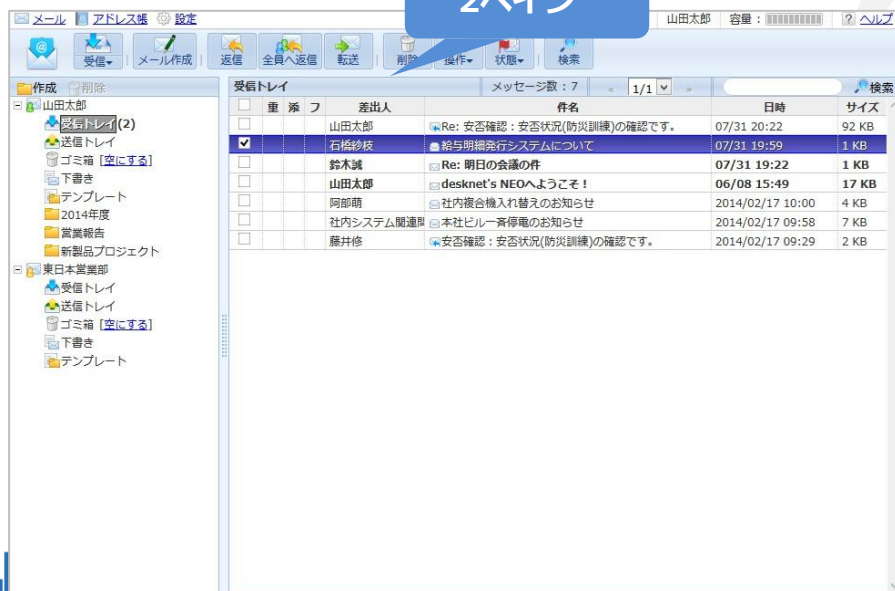 2ペイン
メール アドレス帳 設定 山田太郎 容量: ? ヘルプ
受信 メール作成 返信 全員へ返信 転送 削除 操作 状態 検索
作成 削除 受信トレイ メッセージ数:7 « 1/1 » 検索
重 添 フ 差出人 件名 日時 サイズ
山田太郎
受信トレイ(2)
送信トレイ
ゴミ箱 [空にする]
下書き
テンプレート
2014年度
営業報告
新製品プロジェクト
東日本営業部
受信トレイ
送信トレイ
ゴミ箱 [空にする]
下書き
テンプレート
山田太郎 Re: 安否確認:安否状況(防災訓練)の確認です。 07/31 20:22 92 KB
石橋紗枝 給与明細発行システムについて 07/31 19:59 1 KB
鈴木誠 Re: 明日の会議の件 07/31 19:22 1 KB
山田太郎 desknet's NEOへようこそ! 06/08 15:49 17 KB
阿部萌 社内複合機入れ替えのお知らせ 2014/02/17 10:00 4 KB
社内システム関連 本社ビル一斉停電のお知らせ 2014/02/17 09:58 7 KB
藤井修 安否確認:安否状況(防災訓練)の確認です。 2014/02/17 09:29 2 KB